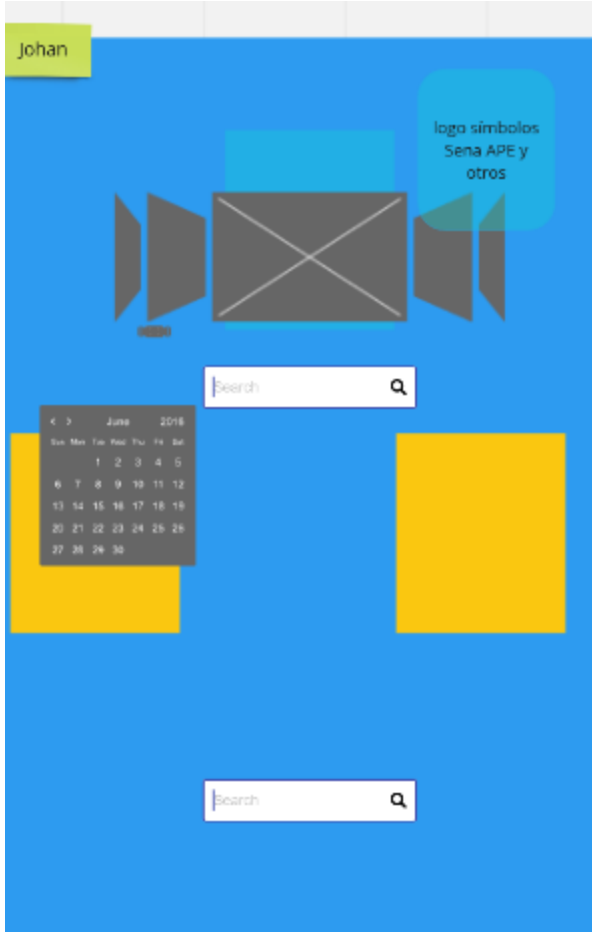 Johan
logo símbolos
Sena APE y
otros
Search
< > June 2016
Sun Mon Tue Wed Thu Fri Sat
1 2 3 4 5
6 7 8 9 10 11 12
13 14 15 16 17 18 19
20 21 22 23 24 25 26
27 28 29 30
Search